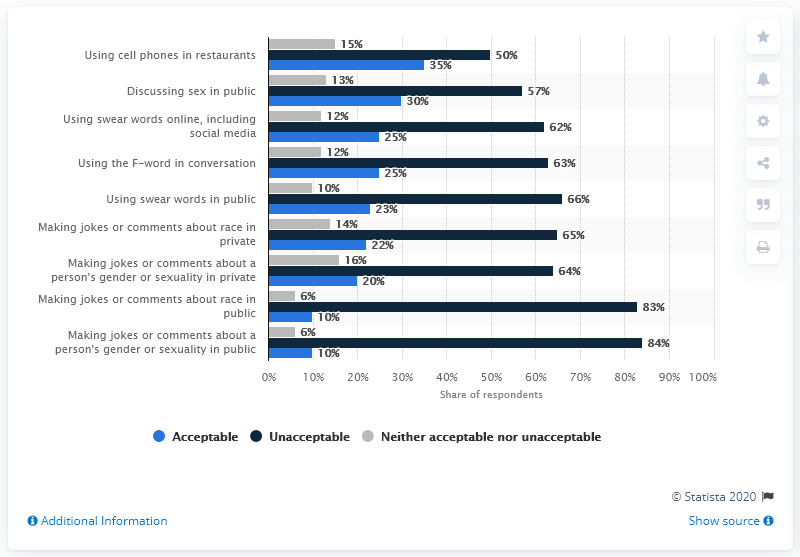 Using cell phones in restaurants
15%
50%
35%
Discussing sex in public
13%
57%
30%
Using swear words online, including
social media
12%
62%
25%
Using the F-word in conversation
12%
63%
25%
Using swear words in public
10%
66%
23%
Making jokes or comments about race in
private
14%
65%
22%
Making jokes or comments about a
person's gender or sexuality in private
16%
64%
20%
Making jokes or comments about race in
public
6%
83%
10%
Making jokes or comments about a
person's gender or sexuality in public
6%
84%
10%
0% 10% 20% 30% 40% 50% 60% 70% 80% 90% 100%
Share of respondents
Acceptable Unacceptable Neither acceptable nor unacceptable
© Statista 2020
Additional Information Show source